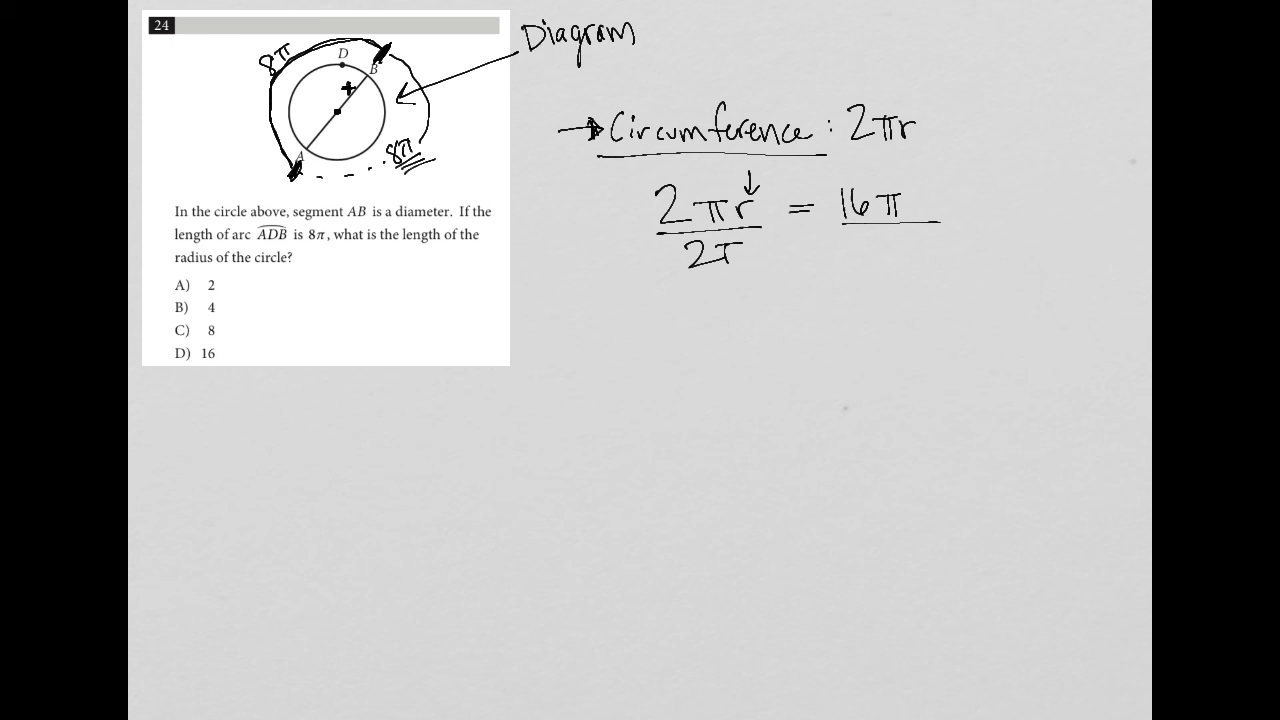 24
8π
D
B
A
8π
In the circle above, segment AB is a diameter. If the
length of arc ADB is 8π, what is the length of the
radius of the circle?
A) 2
B) 4
C) 8
D) 16
Diagram
Circumference: 2πr
2πr = 16π
2π